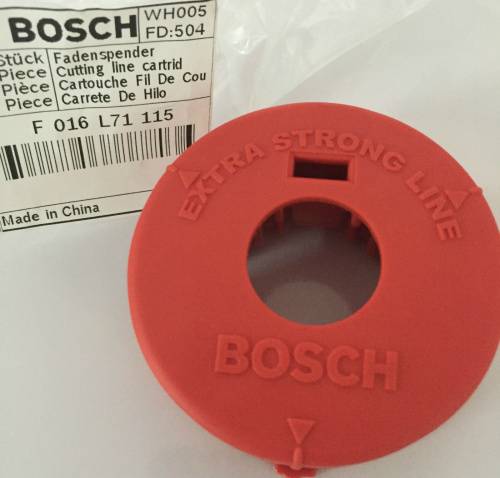 BOSCH
WH005
FD:504
Stück Fadenspender
Piece Cutting line cartrid
Pièce Cartouche Fil De Cou
Piece Carrete De Hilo
F 016 L71 115
Made in China
EXTRA STRONG LINE
BOSCH